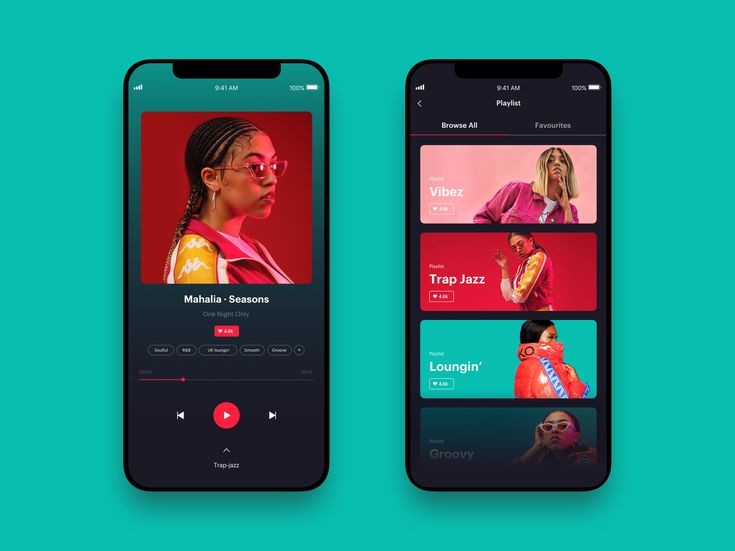 9:41 AM
100%
Mahalia · Seasons
One Night Only
4.6k
Soulful
R&B
UK loungin'
Smooth
Groove
+
00:00
Trap-jazz
9:41 AM
100%
Playlist
Browse All
Favourites
Playlist
Vibez
4.6k
Playlist
Trap Jazz
4.6k
KO
Playlist
Loungin’
4.6k
Playlist
Groovy